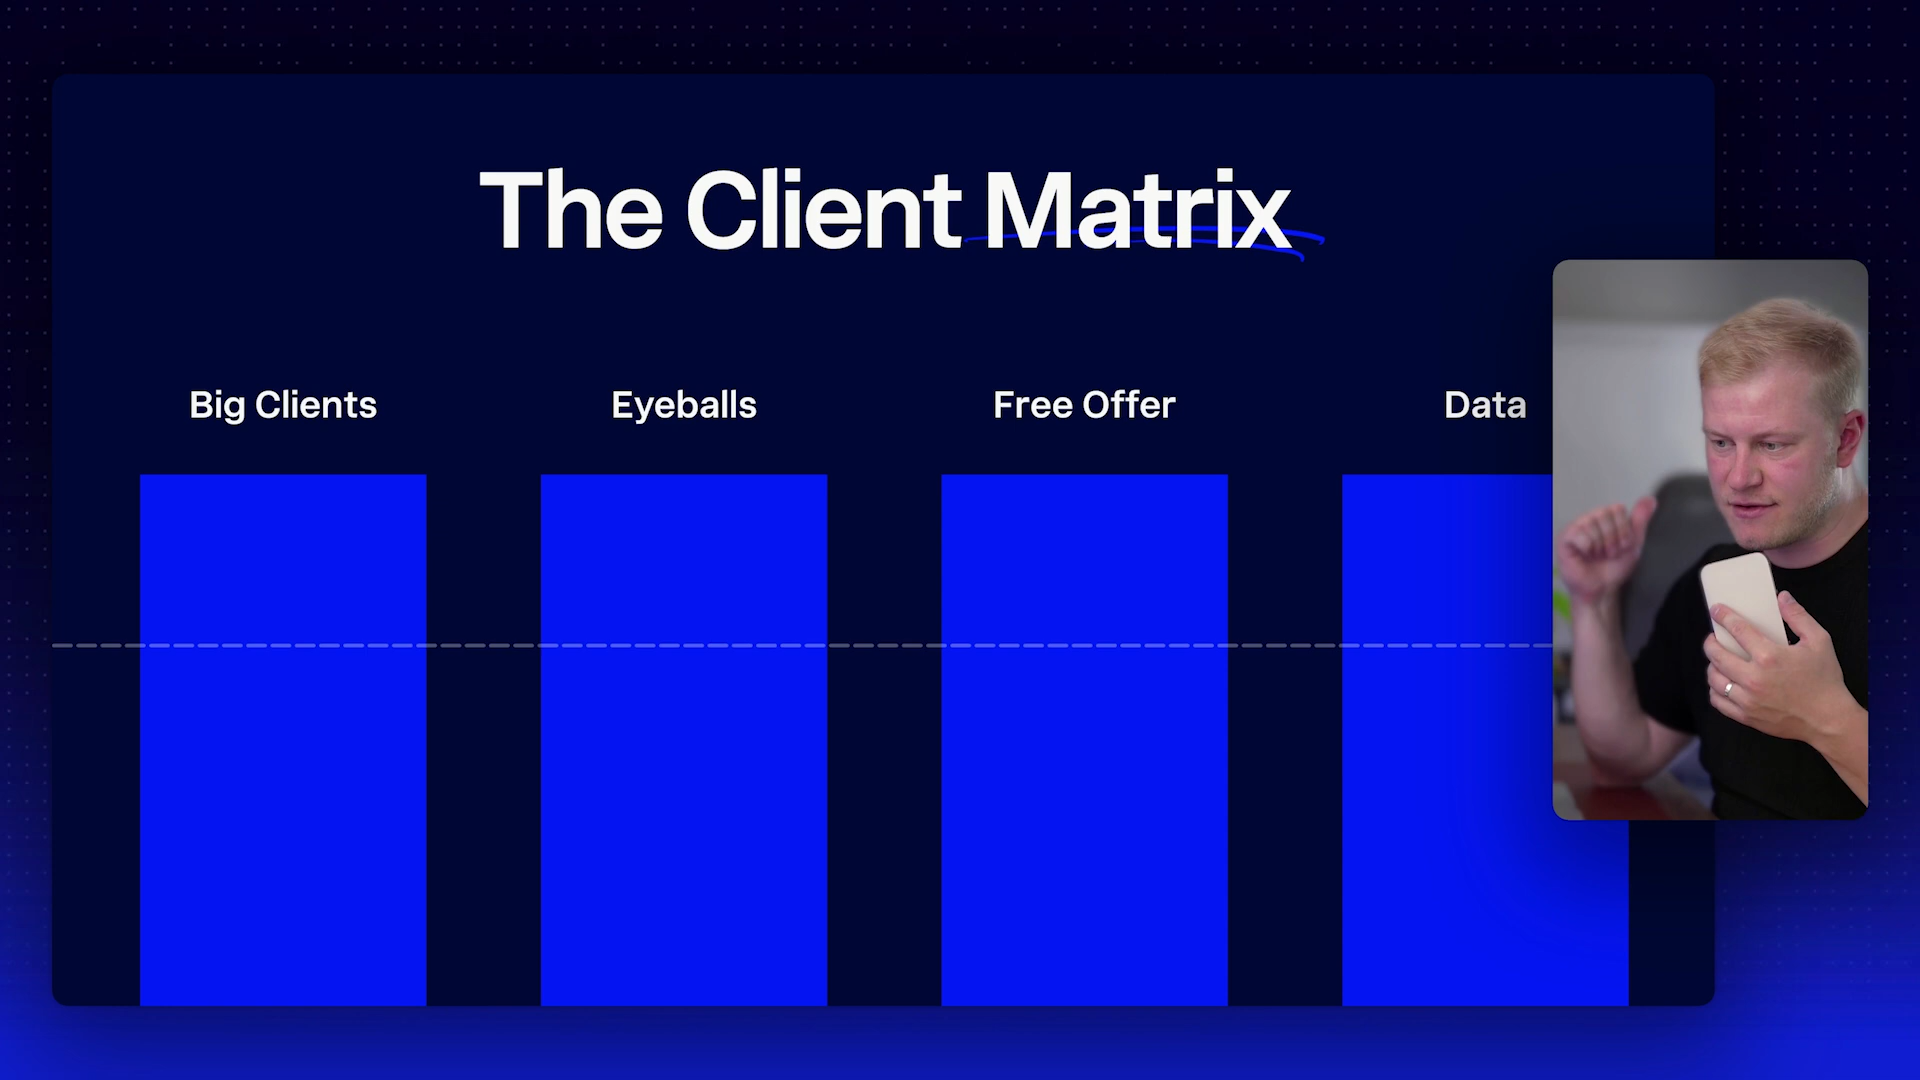 The Client Matrix
Big Clients
Eyeballs
Free Offer
Data